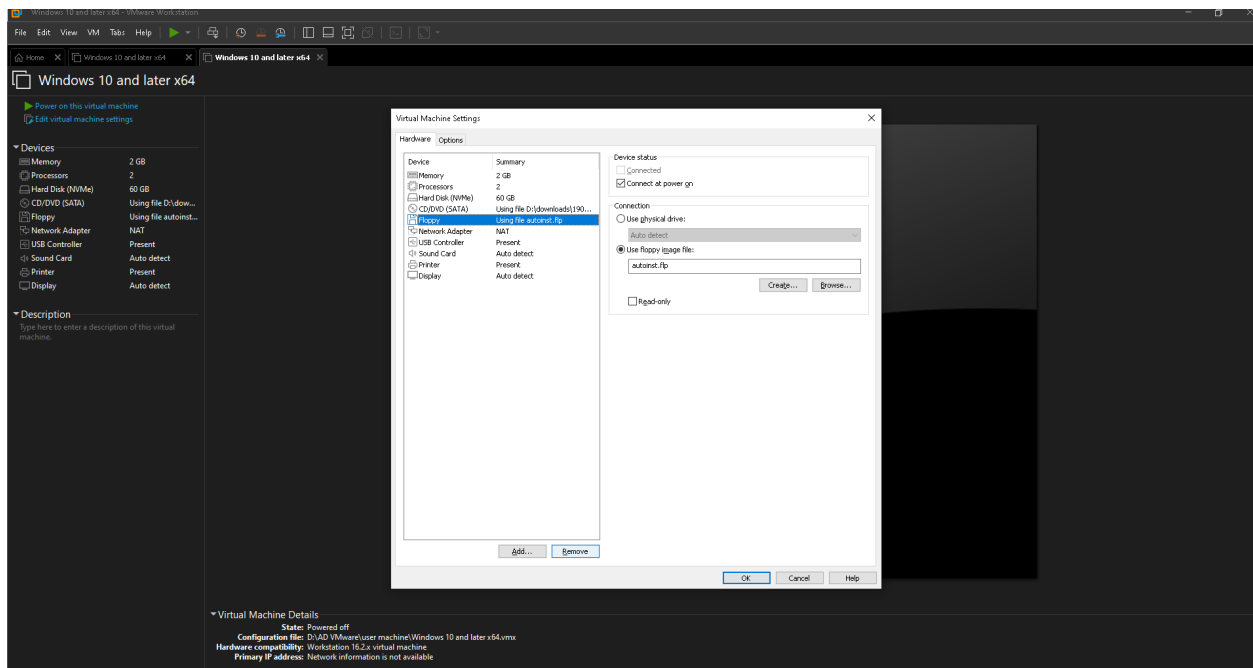 Windows 10 and later x64 - VMware Workstation
File Edit View VM Tabs Help
Home Windows 10 and later x64 Windows 10 and later x64
Windows 10 and later x64
Power on this virtual machine
Edit virtual machine settings
Devices
Memory 2 GB
Processors 2
Hard Disk (NVMe) 60 GB
CD/DVD (SATA) Using file D:\dow...
Floppy Using file autoinst...
Network Adapter NAT
USB Controller Present
Sound Card Auto detect
Printer Present
Display Auto detect
Description
Type here to enter a description of this virtual
machine.
Virtual Machine Settings
Hardware Options
Device Summary
Memory 2 GB
Processors 2
Hard Disk (NVMe) 60 GB
CD/DVD (SATA) Using file D:\downloads\190...
Floppy Using file autoinst.flp
Network Adapter NAT
USB Controller Present
Sound Card Auto detect
Printer Present
Display Auto detect
Add... Remove
Device status
Connected
Connect at power on
Connection
Use physical drive:
Auto detect
Use floppy image file:
autoinst.flp
Create... Browse...
Read-only
OK Cancel Help
Virtual Machine Details
State: Powered off
Configuration file: D:\AD VMware\user machine\Windows 10 and later x64.vmx
Hardware compatibility: Workstation 16.2.x virtual machine
Primary IP address: Network information is not available